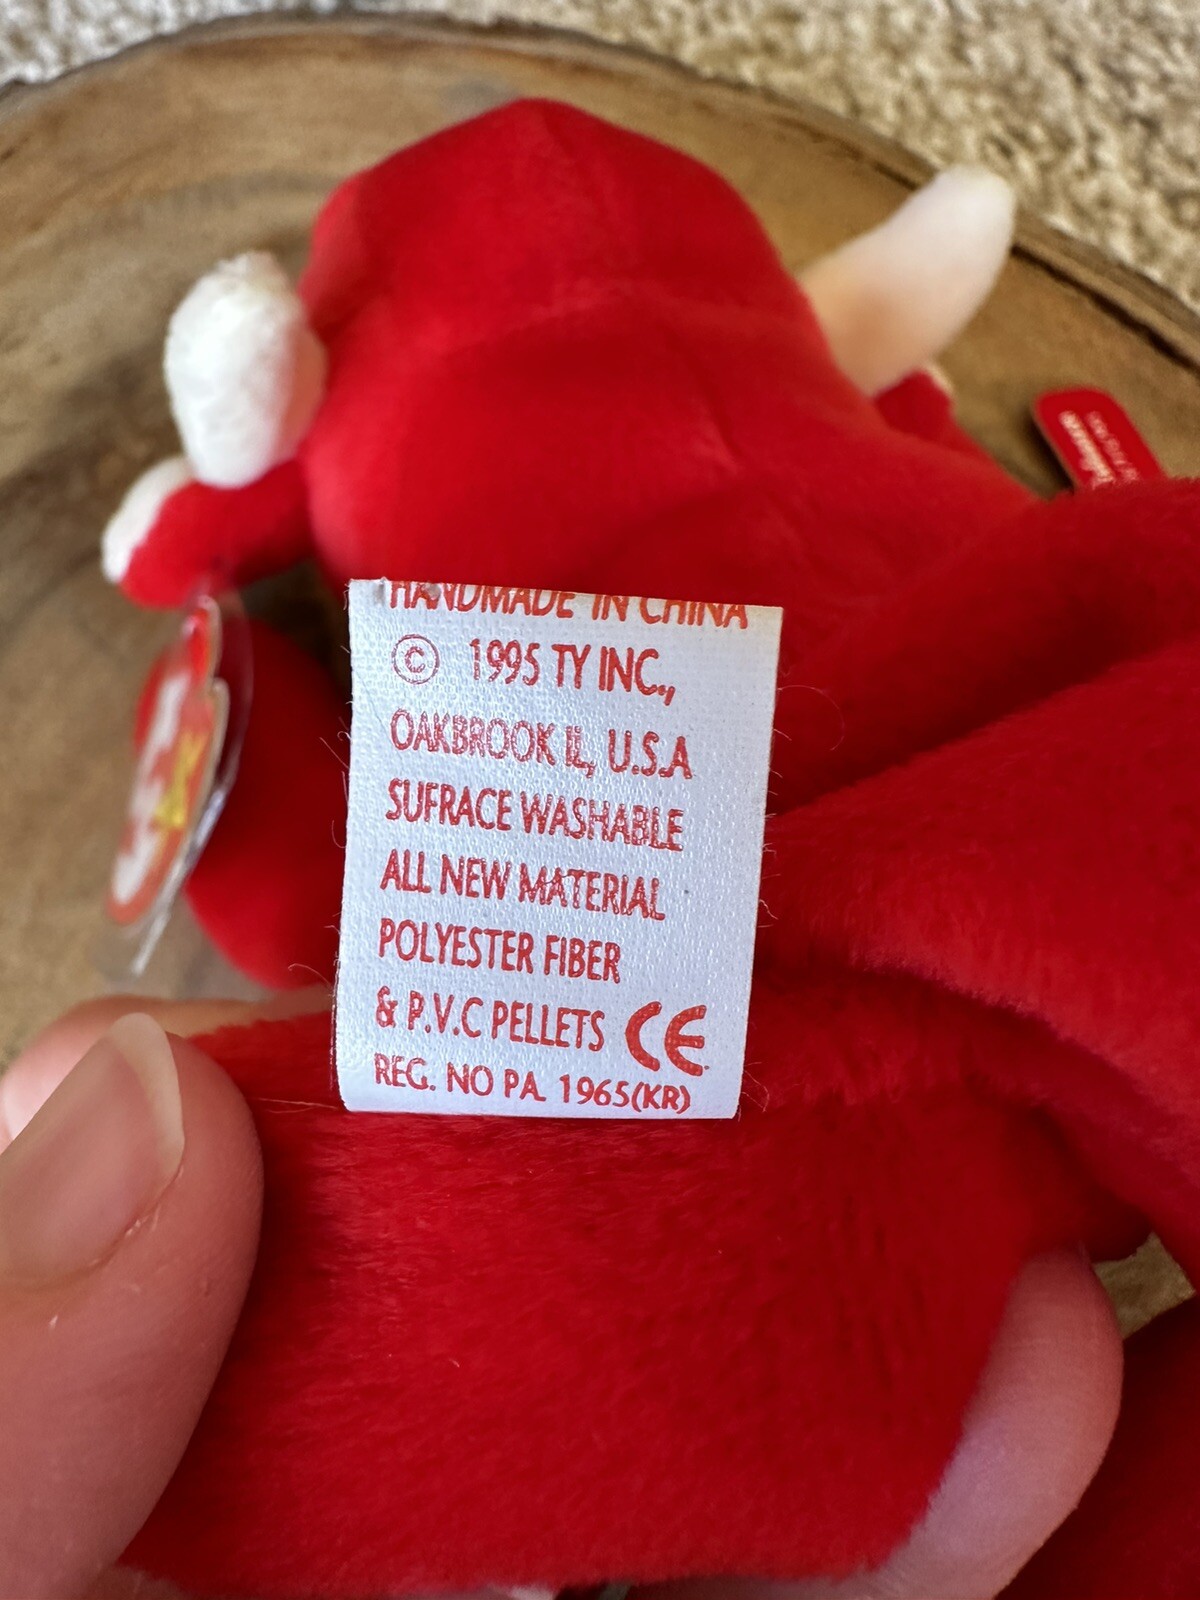 HANDMADE IN CHINA
© 1995 TY INC.,
OAKBROOK IL, U.S.A
SUFRACE WASHABLE
ALL NEW MATERIAL
POLYESTER FIBER
& P.V.C PELLETS CE
REG. NO PA. 1965(KR)